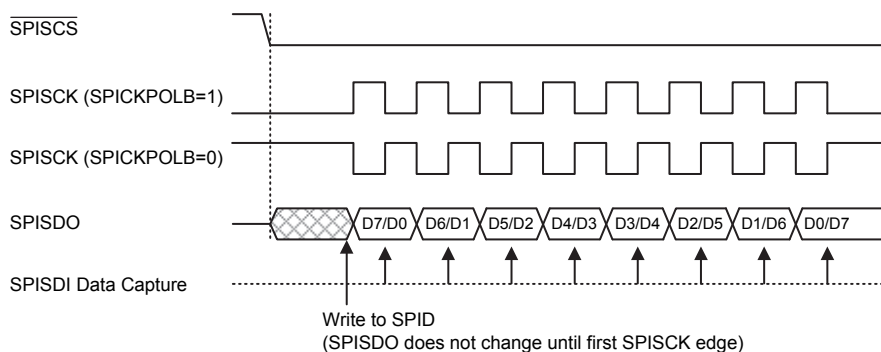 SPISCS
SPISCK (SPICKPOLB=1)
SPISCK (SPICKPOLB=0)
SPISDO
D7/D0 D6/D1 D5/D2 D4/D3 D3/D4 D2/D5 D1/D6 D0/D7
SPISDI Data Capture
Write to SPID
(SPISDO does not change until first SPISCK edge)